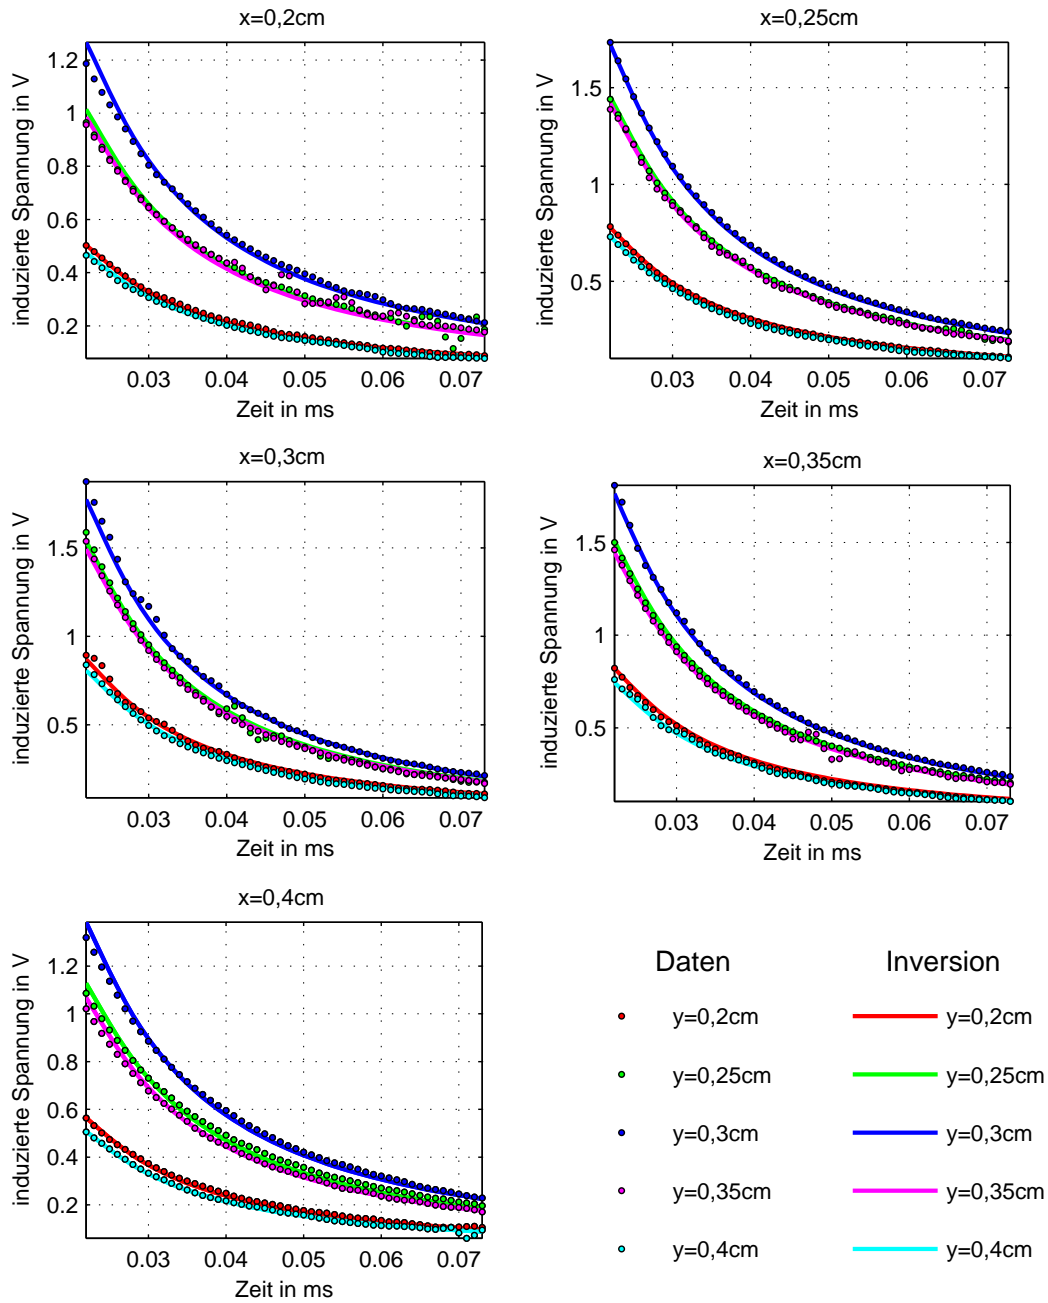 x=0,2cm
induzierte Spannung in V
1.2
1
0.8
0.6
0.4
0.2
0.03 0.04 0.05 0.06 0.07
Zeit in ms
x=0,25cm
induzierte Spannung in V
1.5
1
0.5
0.03 0.04 0.05 0.06 0.07
Zeit in ms
x=0,3cm
induzierte Spannung in V
1.5
1
0.5
0.03 0.04 0.05 0.06 0.07
Zeit in ms
x=0,35cm
induzierte Spannung in V
1.5
1
0.5
0.03 0.04 0.05 0.06 0.07
Zeit in ms
x=0,4cm
induzierte Spannung in V
1.2
1
0.8
0.6
0.4
0.2
0.03 0.04 0.05 0.06 0.07
Zeit in ms
Daten Inversion
y=0,2cm y=0,2cm
y=0,25cm y=0,25cm
y=0,3cm y=0,3cm
y=0,35cm y=0,35cm
y=0,4cm y=0,4cm